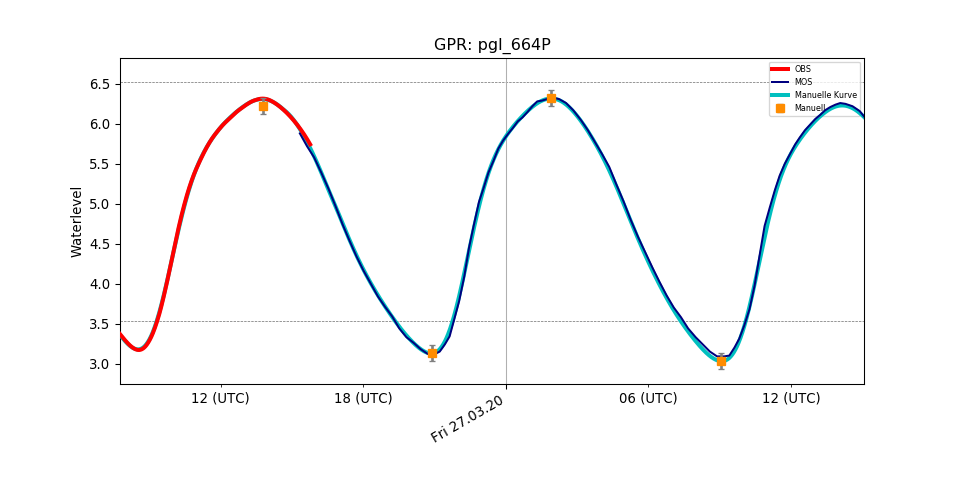 GPR: pgl_664P
OBS
MOS
Manuelle Kurve
Manuell
Waterlevel
6.5
6.0
5.5
5.0
4.5
4.0
3.5
3.0
12 (UTC)
18 (UTC)
Fri 27.03.20
06 (UTC)
12 (UTC)